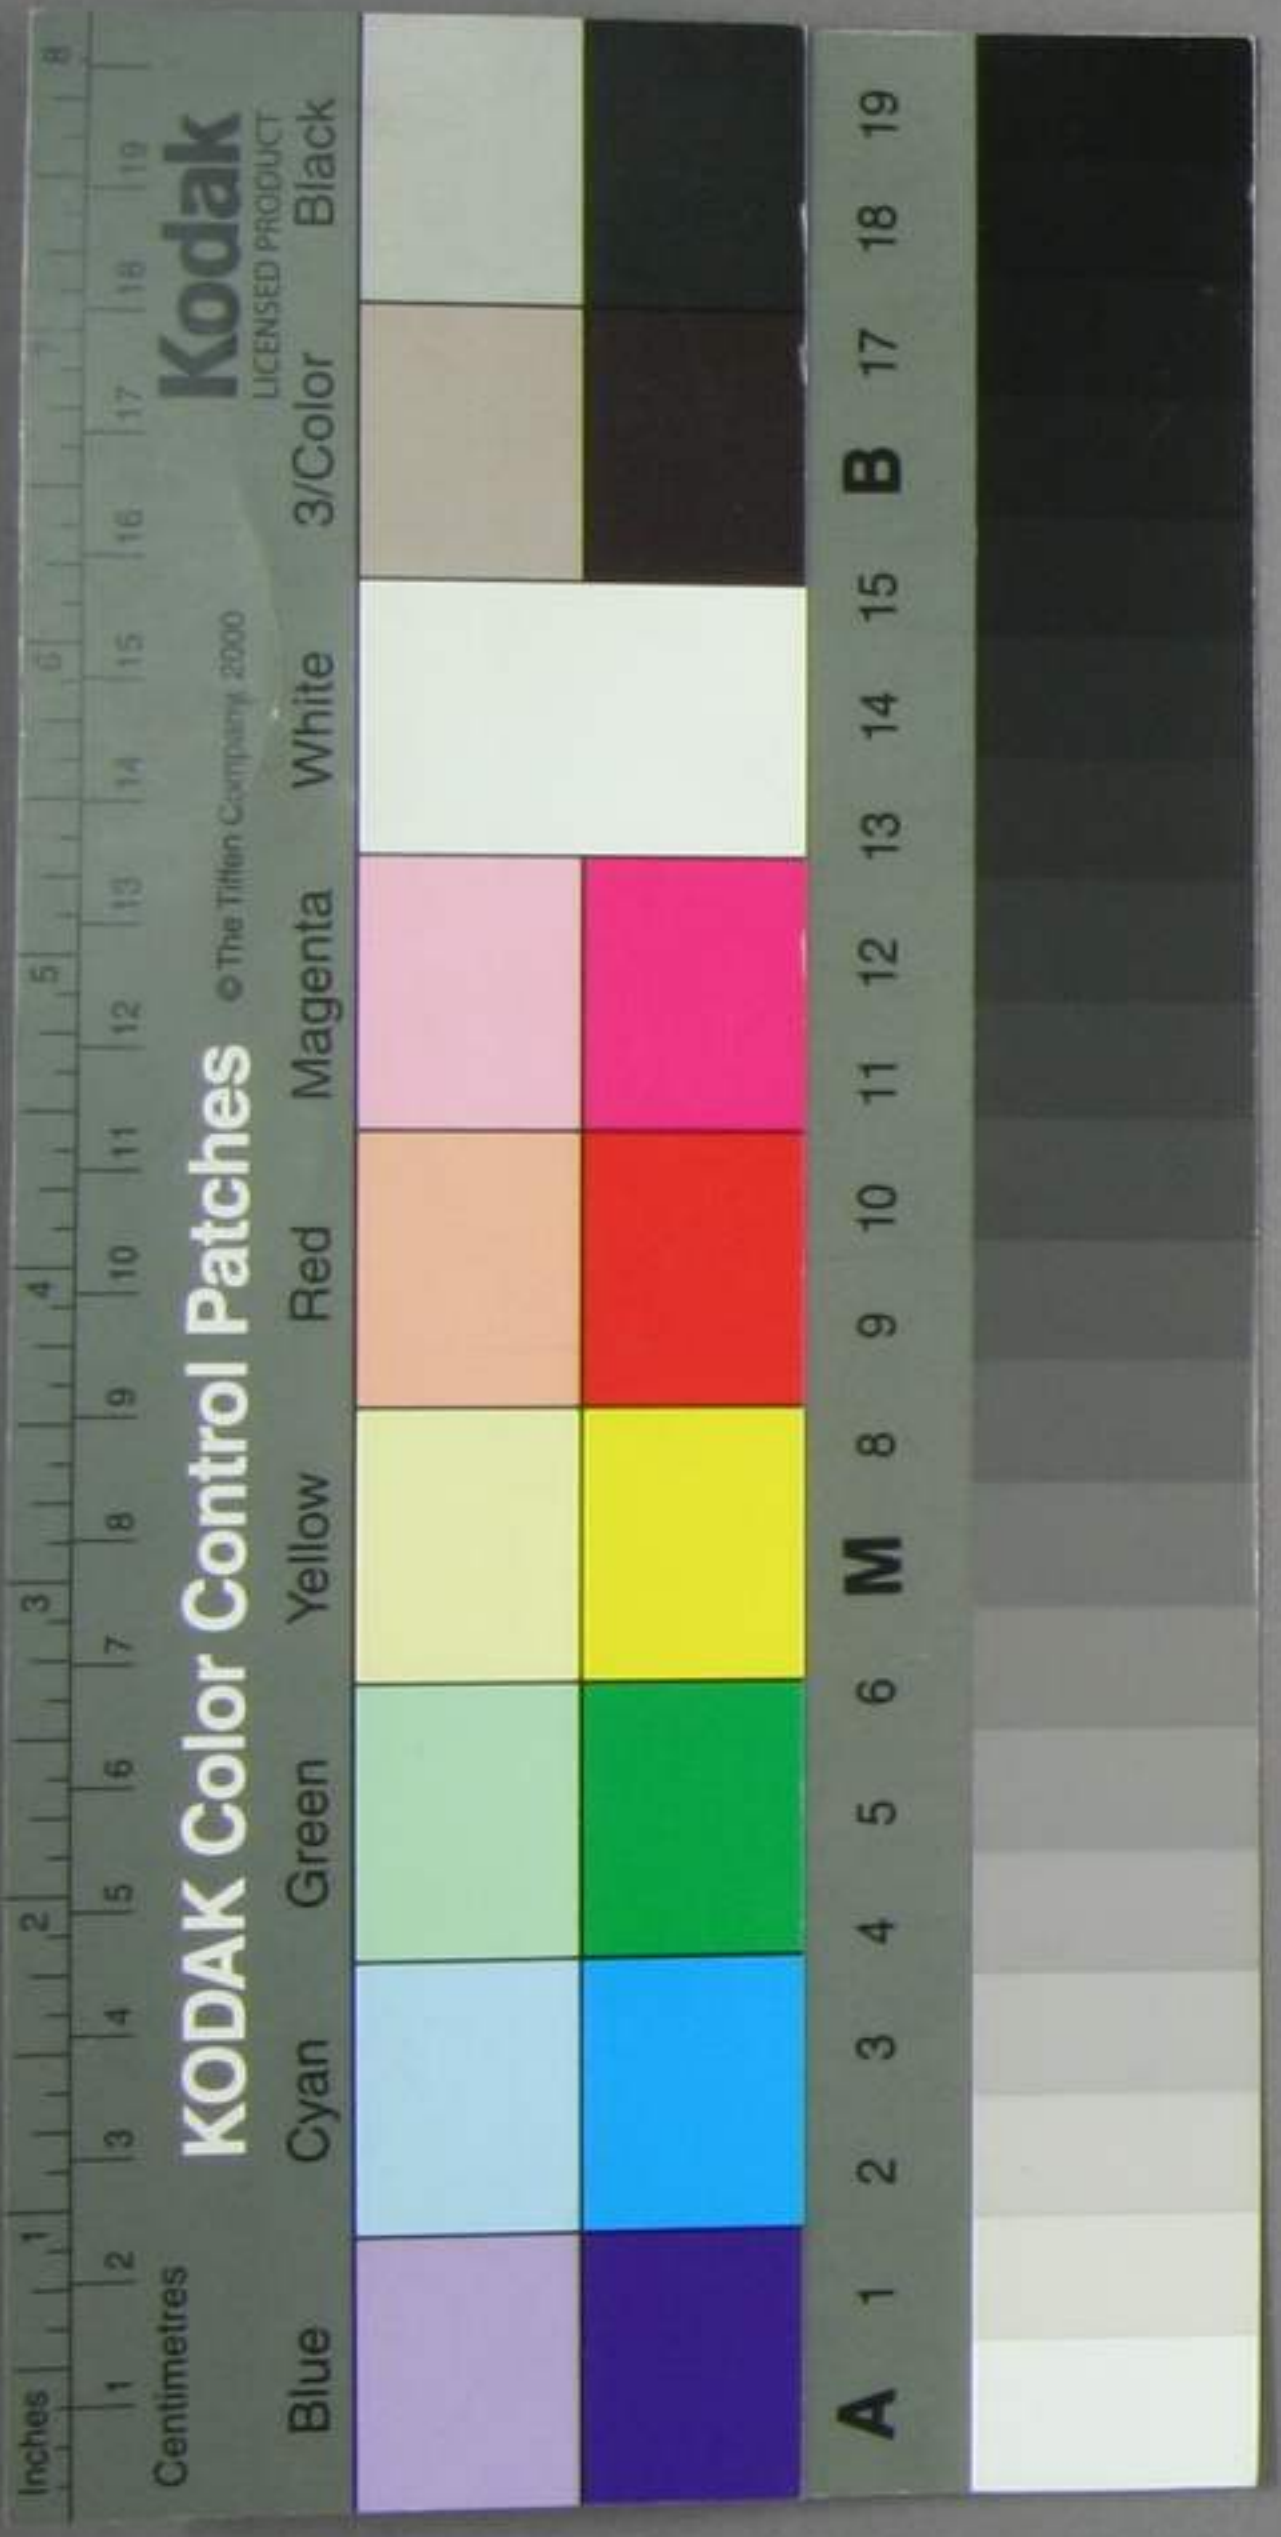 Inches 1 2 3 4 5 6 7 8
1 2 3 4 5 6 7 8 9 10 11 12 13 14 15 16 17 18 19
Centimetres
KODAK Color Control Patches © The Tiffen Company, 2000
Kodak
LICENSED PRODUCT
Blue Cyan Green Yellow Red Magenta White 3/Color Black
A 1 2 3 4 5 6 M 8 9 10 11 12 13 14 15 B 17 18 19